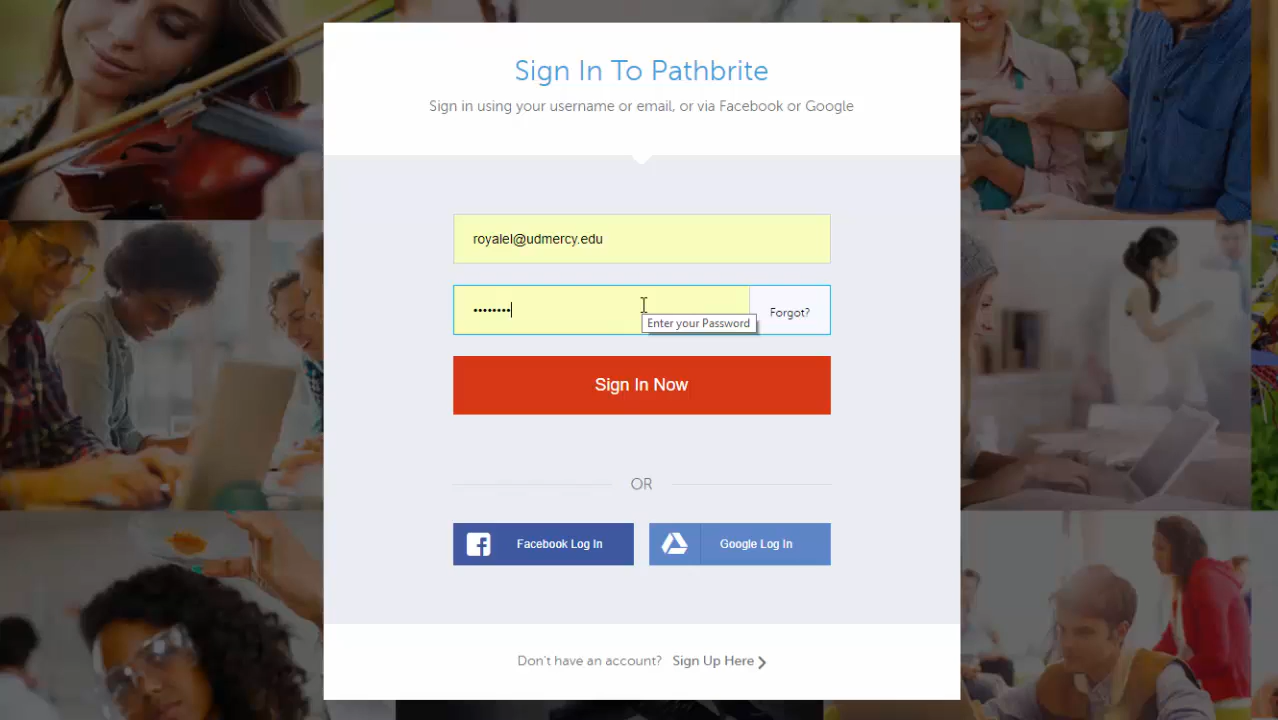 Sign In To Pathbrite
Sign in using your username or email, or via Facebook or Google
royalel@udmercy.edu
••••••••
Forgot?
Enter your Password
Sign In Now
OR
Facebook Log In
Google Log In
Don't have an account? Sign Up Here